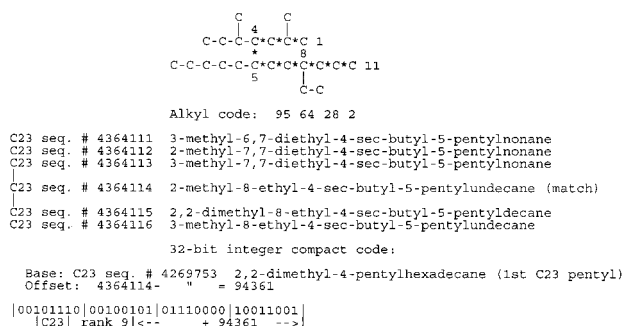 C C
| 4 |
C-C-C-C*C*C*C 1
* 8
C-C-C-C-C-C*C*C*C*C*C*C 11
5 |
C-C
Alkyl code: 95 64 28 2
C23 seq. # 4364111 3-methyl-6,7-diethyl-4-sec-butyl-5-pentylnonane
C23 seq. # 4364112 2-methyl-7,7-diethyl-4-sec-butyl-5-pentylnonane
C23 seq. # 4364113 3-methyl-7,7-diethyl-4-sec-butyl-5-pentylnonane
|
C23 seq. # 4364114 2-methyl-8-ethyl-4-sec-butyl-5-pentylundecane (match)
|
C23 seq. # 4364115 2,2-dimethyl-8-ethyl-4-sec-butyl-5-pentyldecane
C23 seq. # 4364116 3-methyl-8-ethyl-4-sec-butyl-5-pentylundecane
32-bit integer compact code:
Base: C23 seq. # 4269753 2,2-dimethyl-4-pentylhexadecane (1st C23 pentyl)
Offset: 4364114- " = 94361
|00101110|00100101|01110000|10011001|
|C23| rank 9|<-- + 94361 -->|